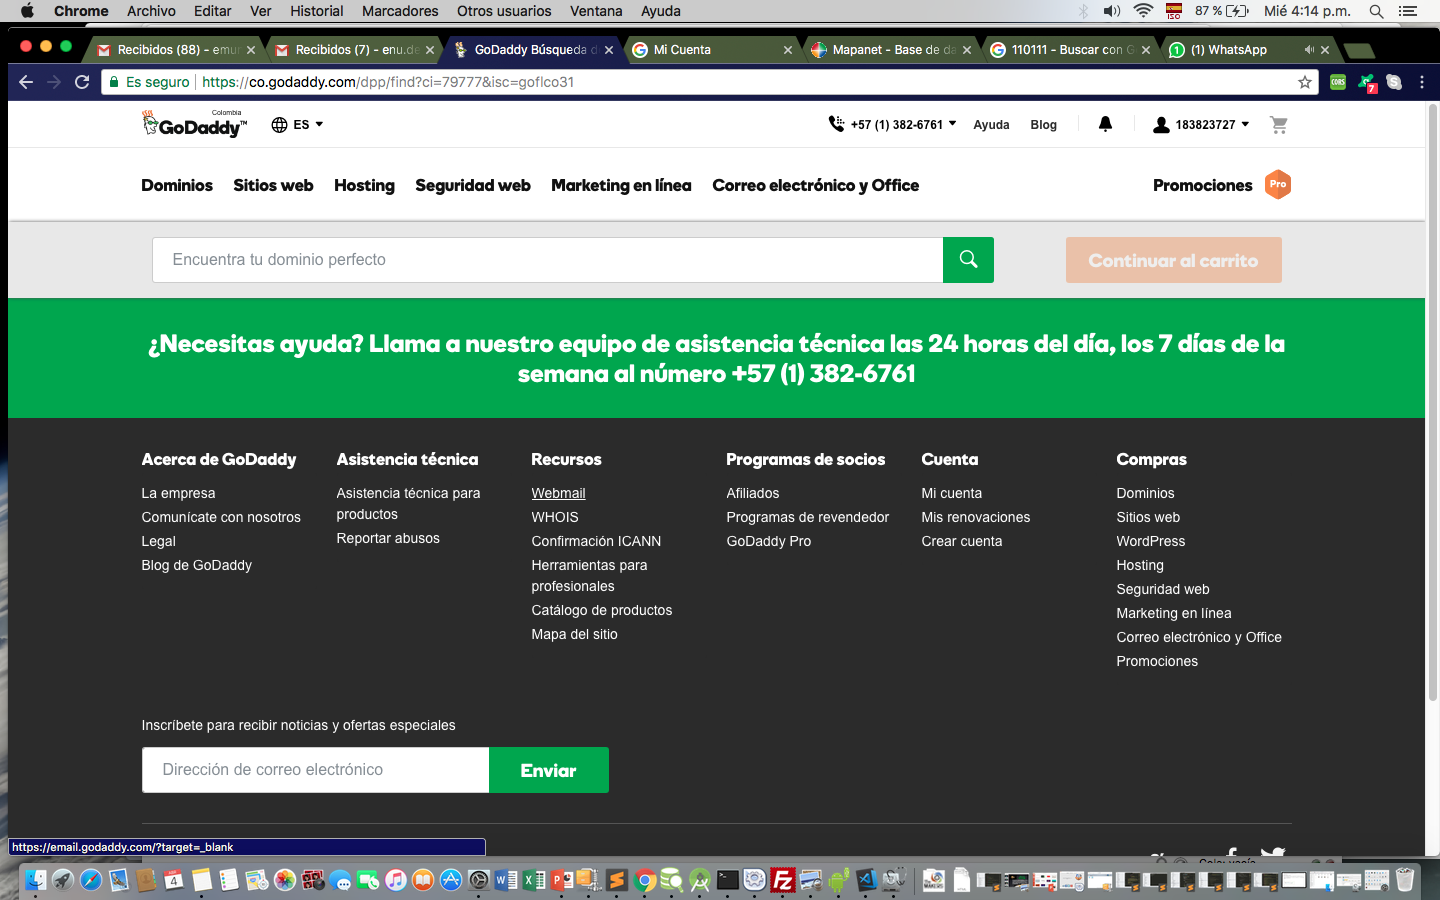 Chrome Archivo Editar Ver Historial Marcadores Otros usuarios Ventana Ayuda
ISO 87 % Mié 4:14 p.m.
Recibidos (88) - emur
Recibidos (7) - enu.de
GoDaddy Búsqueda d
Mi Cuenta
Mapanet - Base de da
110111 - Buscar con G
1 (1) WhatsApp
Es seguro https://co.godaddy.com/dpp/find?ci=79777&isc=goflco31
CORS 7
Colombia
GoDaddy™
ES
+57 (1) 382-6761 Ayuda Blog 183823727
Dominios Sitios web Hosting Seguridad web Marketing en línea Correo electrónico y Office Promociones Pro
Encuentra tu dominio perfecto
Continuar al carrito
¿Necesitas ayuda? Llama a nuestro equipo de asistencia técnica las 24 horas del día, los 7 días de la
semana al número +57 (1) 382-6761
Acerca de GoDaddy
La empresa
Comunícate con nosotros
Legal
Blog de GoDaddy
Asistencia técnica
Asistencia técnica para
productos
Reportar abusos
Recursos
Webmail
WHOIS
Confirmación ICANN
Herramientas para
profesionales
Catálogo de productos
Mapa del sitio
Programas de socios
Afiliados
Programas de revendedor
GoDaddy Pro
Cuenta
Mi cuenta
Mis renovaciones
Crear cuenta
Compras
Dominios
Sitios web
WordPress
Hosting
Seguridad web
Marketing en línea
Correo electrónico y Office
Promociones
Inscríbete para recibir noticias y ofertas especiales
Dirección de correo electrónico
Enviar
https://email.godaddy.com/?target=_blank
4